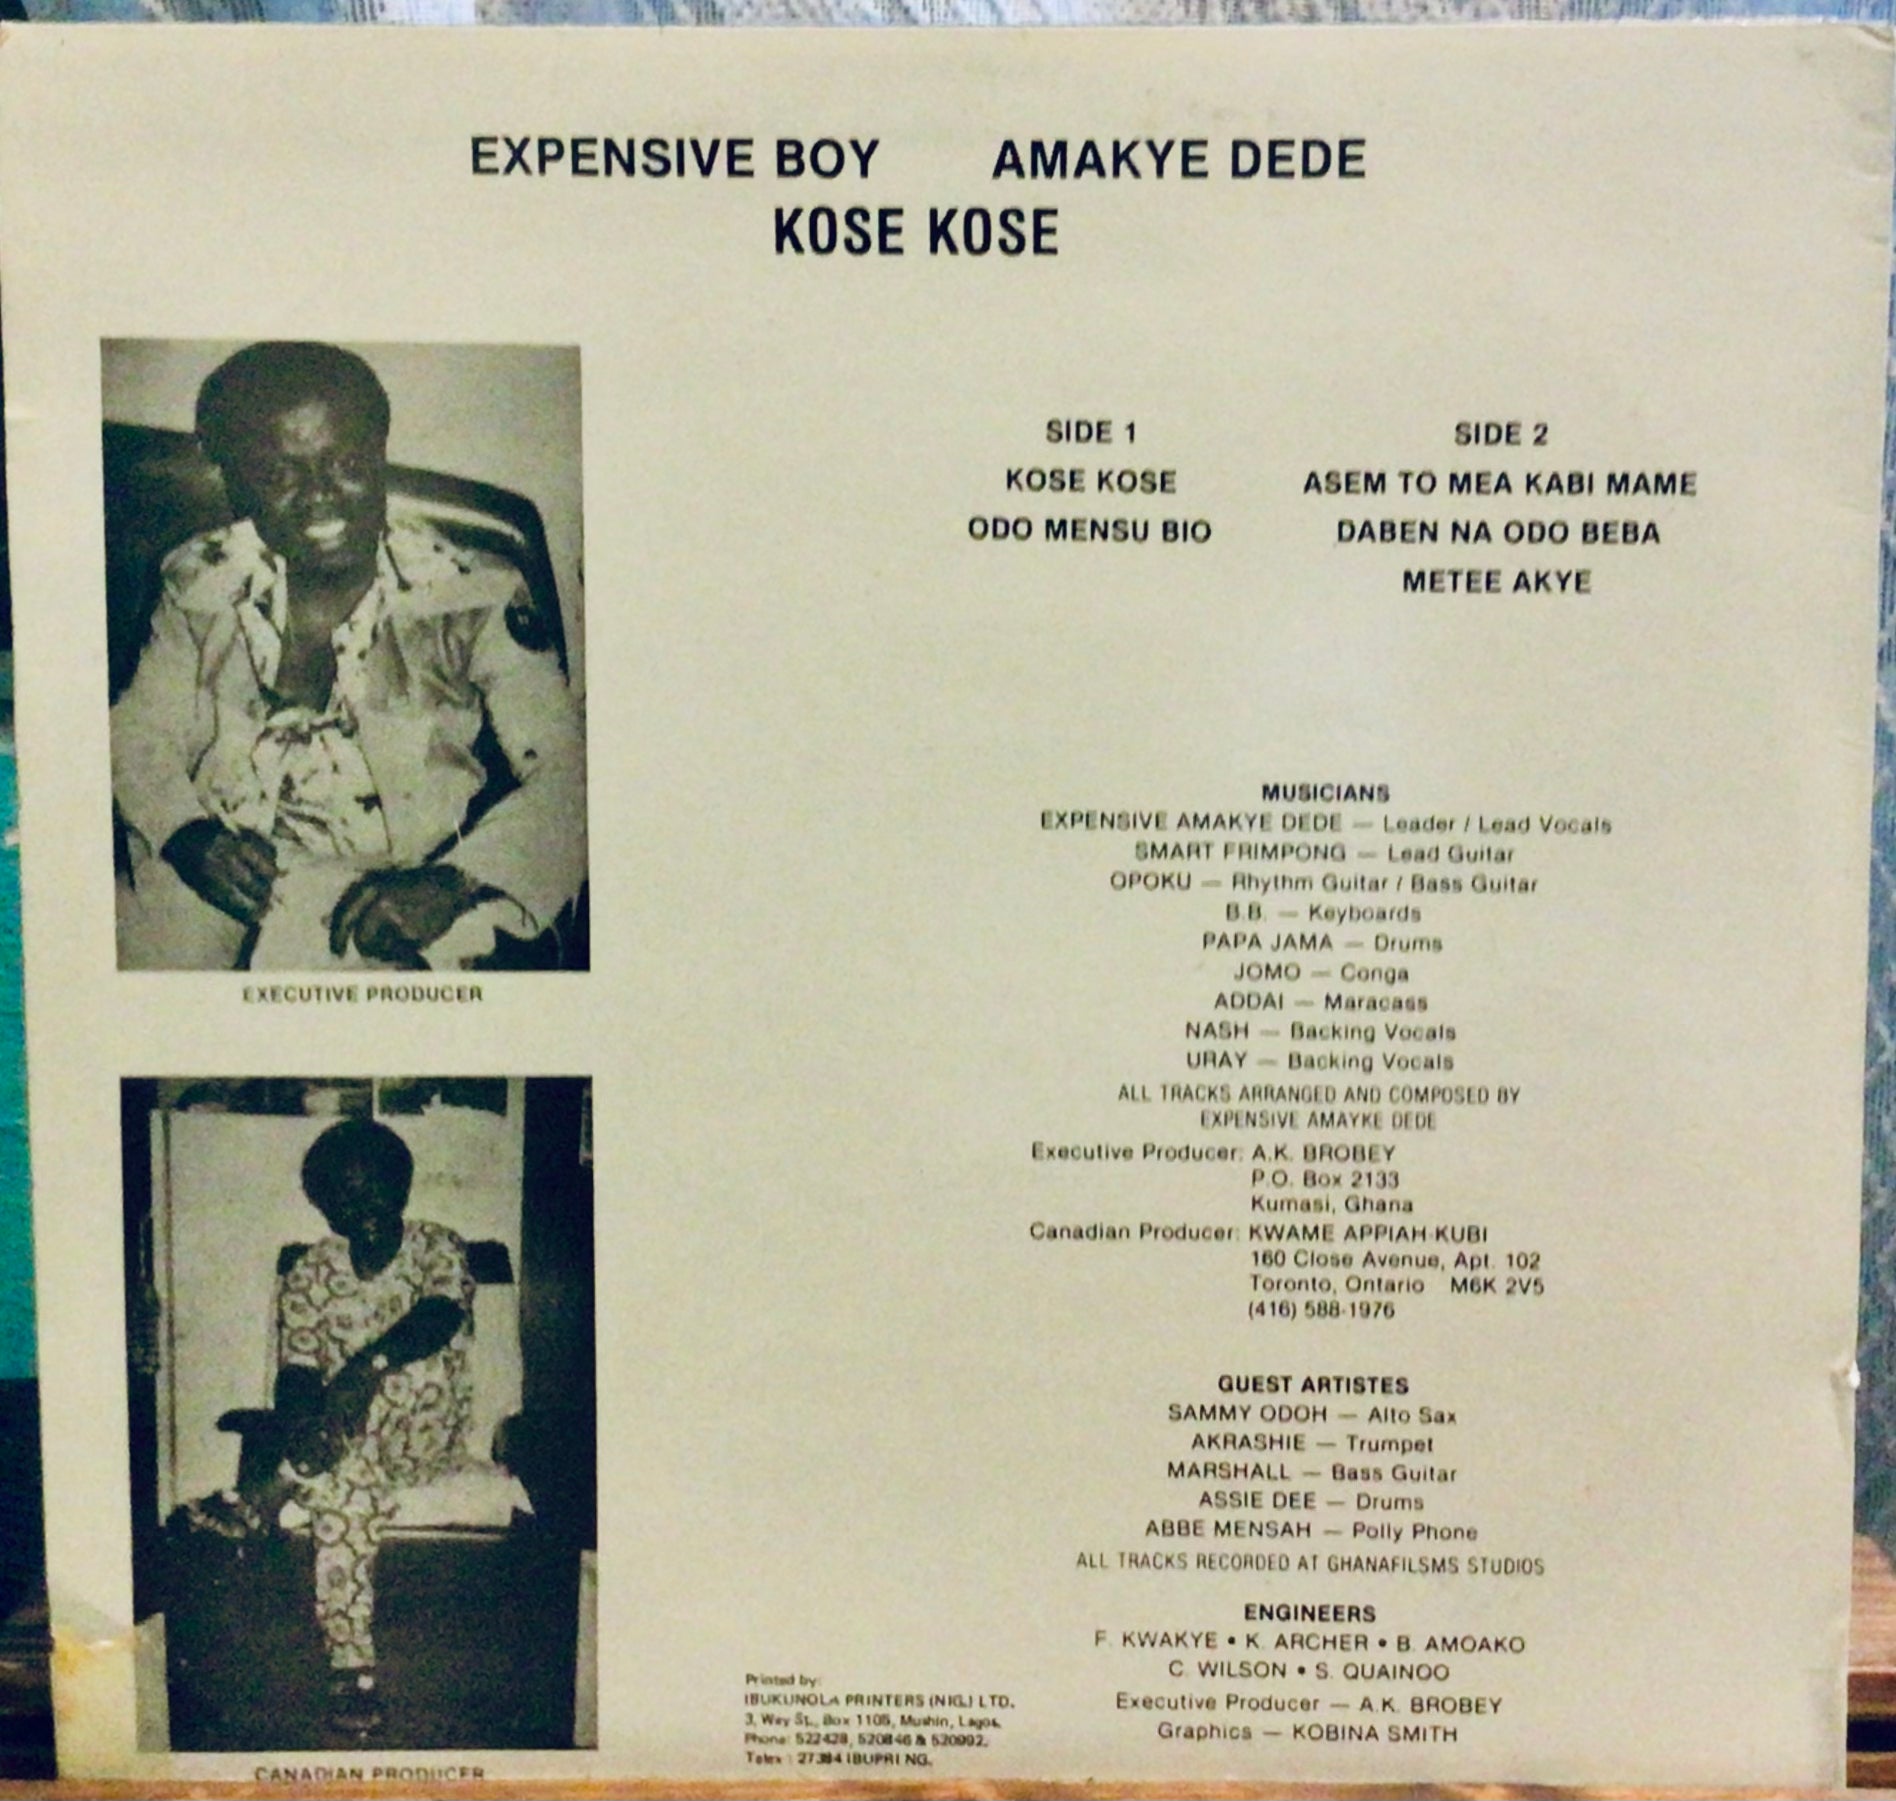 EXPENSIVE BOY AMAKYE DEDE
KOSE KOSE
SIDE 1
KOSE KOSE
ODO MENSU BIO
SIDE 2
ASEM TO MEA KABI MAME
DABEN NA ODO BEBA
METEE AKYE
EXECUTIVE PRODUCER
CANADIAN PRODUCER
MUSICIANS
EXPENSIVE AMAKYE DEDE — Leader / Lead Vocals
SMART FRIMPONG — Lead Guitar
OPOKU — Rhythm Guitar / Bass Guitar
B.B. — Keyboards
PAPA JAMA — Drums
JOMO — Conga
ADDAI — Maracass
NASH — Backing Vocals
URAY — Backing Vocals
ALL TRACKS ARRANGED AND COMPOSED BY
EXPENSIVE AMAYKE DEDE
Executive Producer: A.K. BROBEY
P.O. Box 2133
Kumasi, Ghana
Canadian Producer: KWAME APPIAH-KUBI
160 Close Avenue, Apt. 102
Toronto, Ontario M6K 2V5
(416) 588-1976
GUEST ARTISTES
SAMMY ODOH — Alto Sax
AKRASHIE — Trumpet
MARSHALL — Bass Guitar
ASSIE DEE — Drums
ABBE MENSAH — Polly Phone
ALL TRACKS RECORDED AT GHANAFILSMS STUDIOS
ENGINEERS
F. KWAKYE • K. ARCHER • B. AMOAKO
C. WILSON • S. QUAINOO
Executive Producer — A.K. BROBEY
Graphics — KOBINA SMITH
Printed by:
IBUKUNOLA PRINTERS (NIG.) LTD.
3, Wey St., Box 1105, Mushin, Lagos.
Phone: 522428, 520846 & 520992.
Telex : IBUPRI NG.